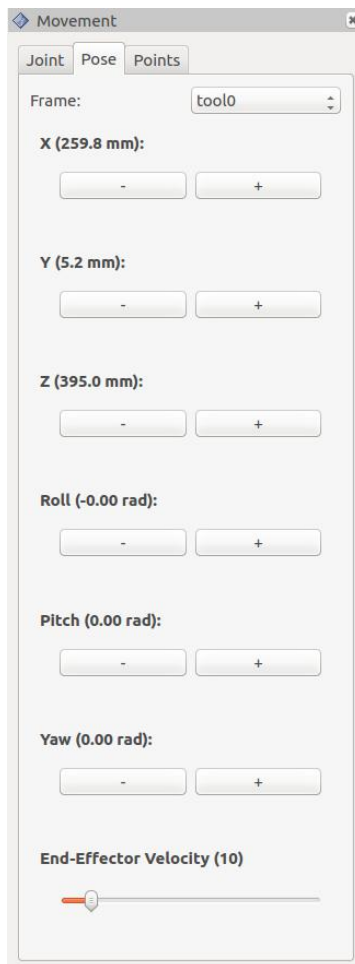 Movement
Joint Pose Points
Frame: tool0
X (259.8 mm):
- +
Y (5.2 mm):
- +
Z (395.0 mm):
- +
Roll (-0.00 rad):
- +
Pitch (0.00 rad):
- +
Yaw (0.00 rad):
- +
End-Effector Velocity (10)